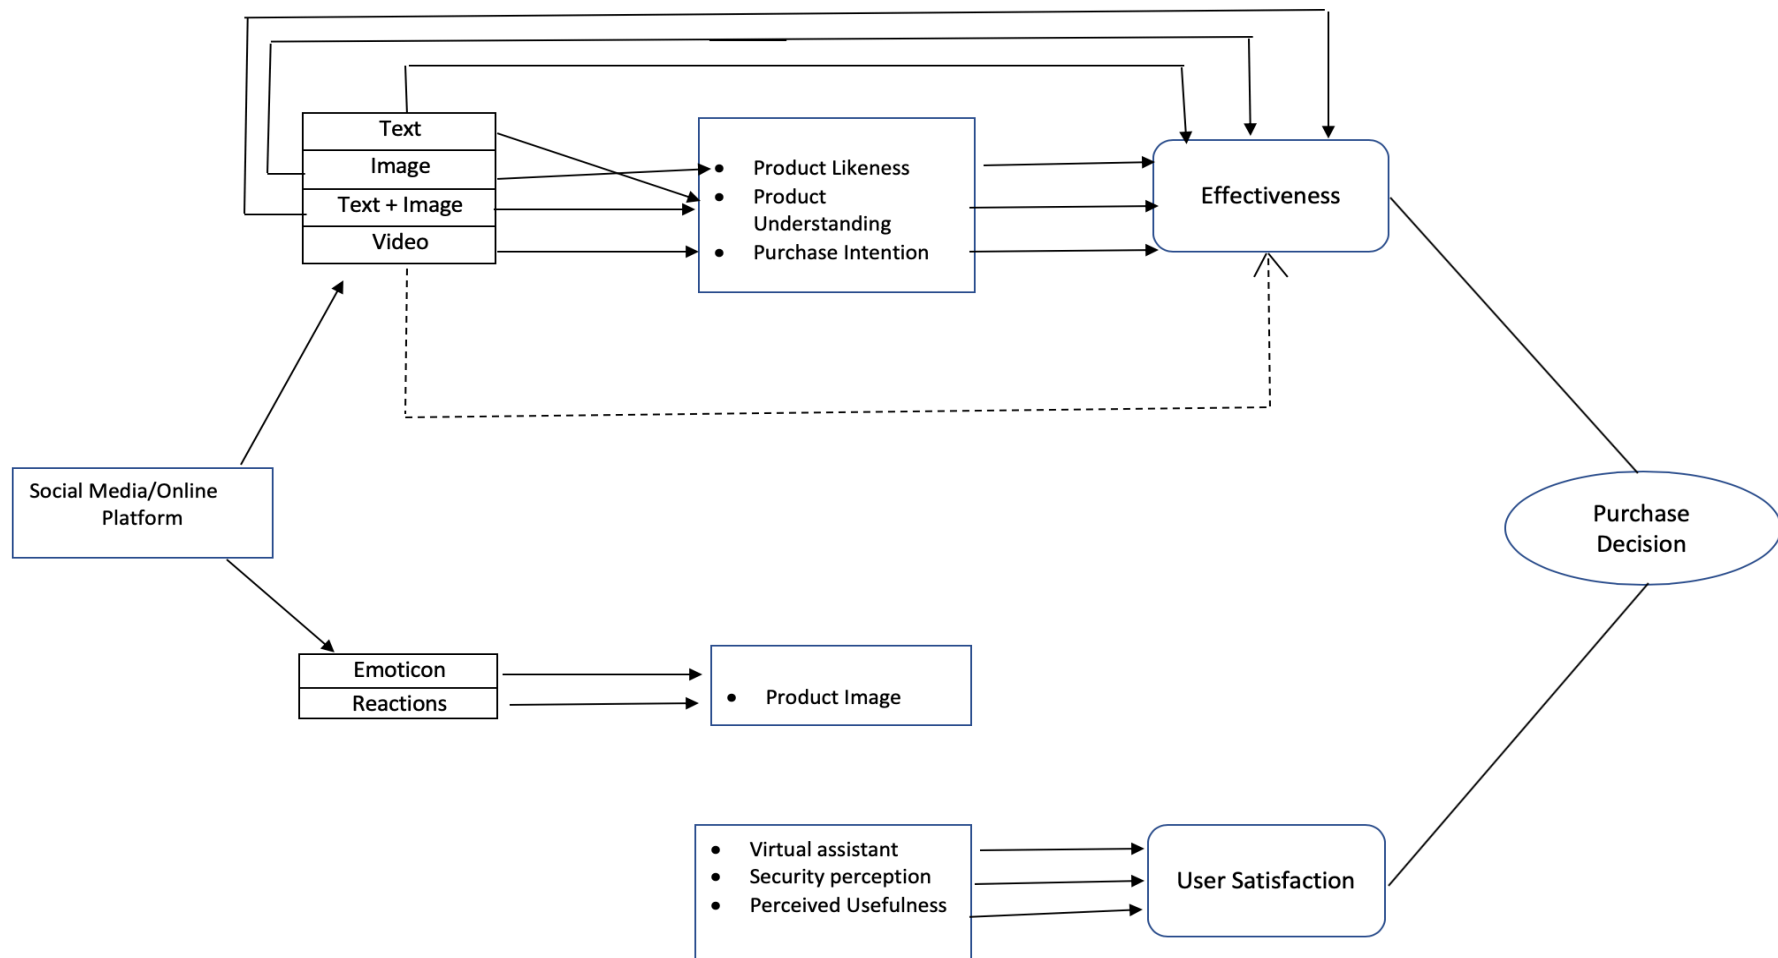 Text
Image
Text + Image
Video
• Product Likeness
• Product
Understanding
• Purchase Intention
Effectiveness
Social Media/Online
Platform
Purchase
Decision
Emoticon
Reactions
• Product Image
• Virtual assistant
• Security perception
• Perceived Usefulness
User Satisfaction